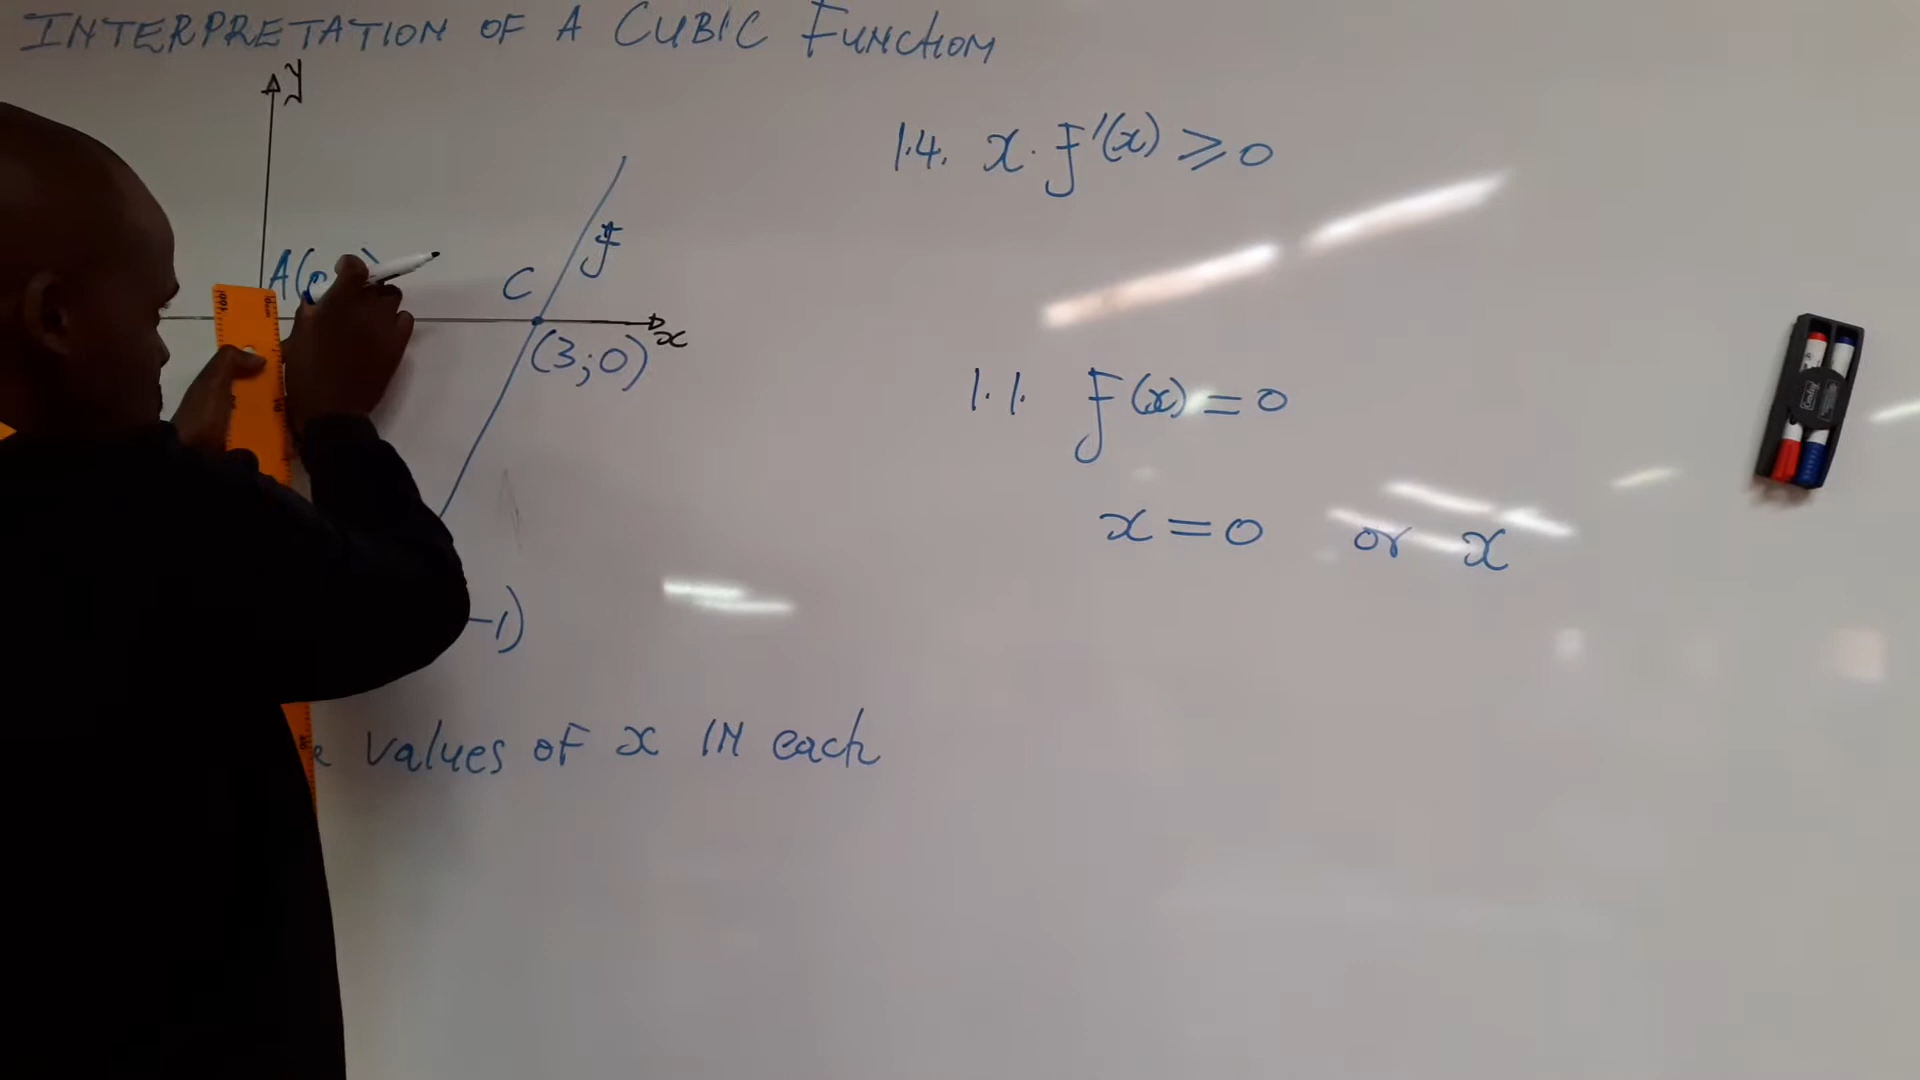 INTERPRETATION OF A CUBIC FUNCTION
y
1.4. x · f'(x) ⩾ 0
f
A(
C
x
(3;0)
1.1. f(x) = 0
x = 0 or x
-1)
values of x IN each